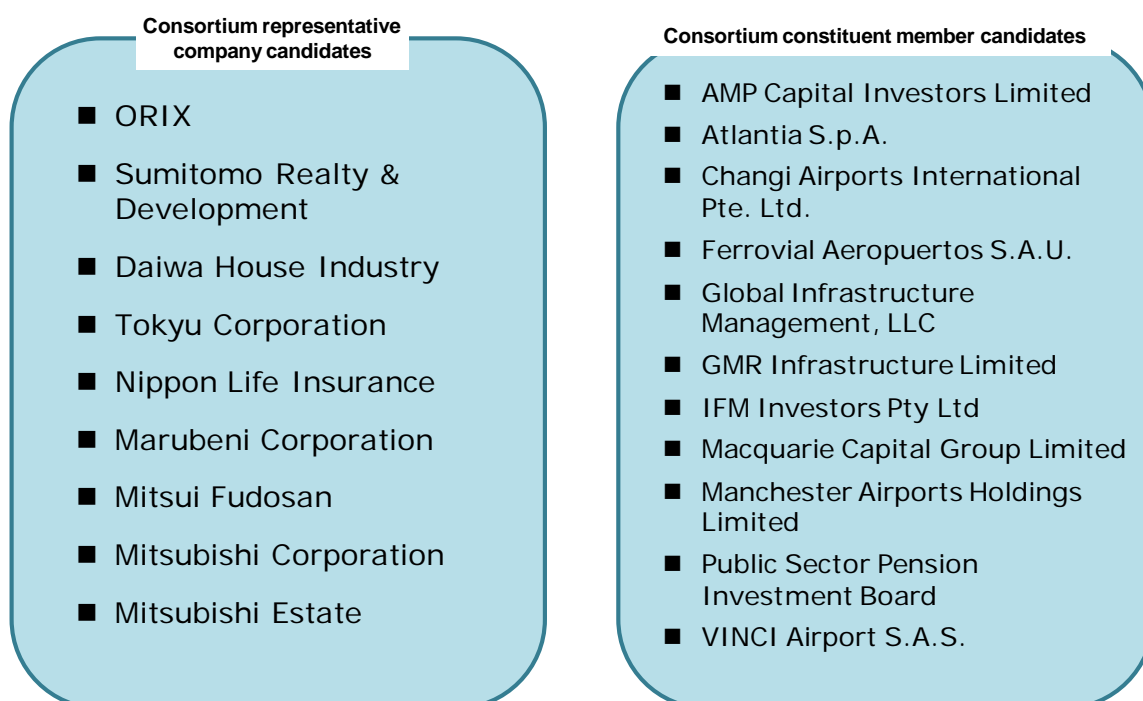 Consortium representative
company candidates
■ ORIX
■ Sumitomo Realty &
Development
■ Daiwa House Industry
■ Tokyu Corporation
■ Nippon Life Insurance
■ Marubeni Corporation
■ Mitsui Fudosan
■ Mitsubishi Corporation
■ Mitsubishi Estate
Consortium constituent member candidates
■ AMP Capital Investors Limited
■ Atlantia S.p.A.
■ Changi Airports International
Pte. Ltd.
■ Ferrovial Aeropuertos S.A.U.
■ Global Infrastructure
Management, LLC
■ GMR Infrastructure Limited
■ IFM Investors Pty Ltd
■ Macquarie Capital Group Limited
■ Manchester Airports Holdings
Limited
■ Public Sector Pension
Investment Board
■ VINCI Airport S.A.S.